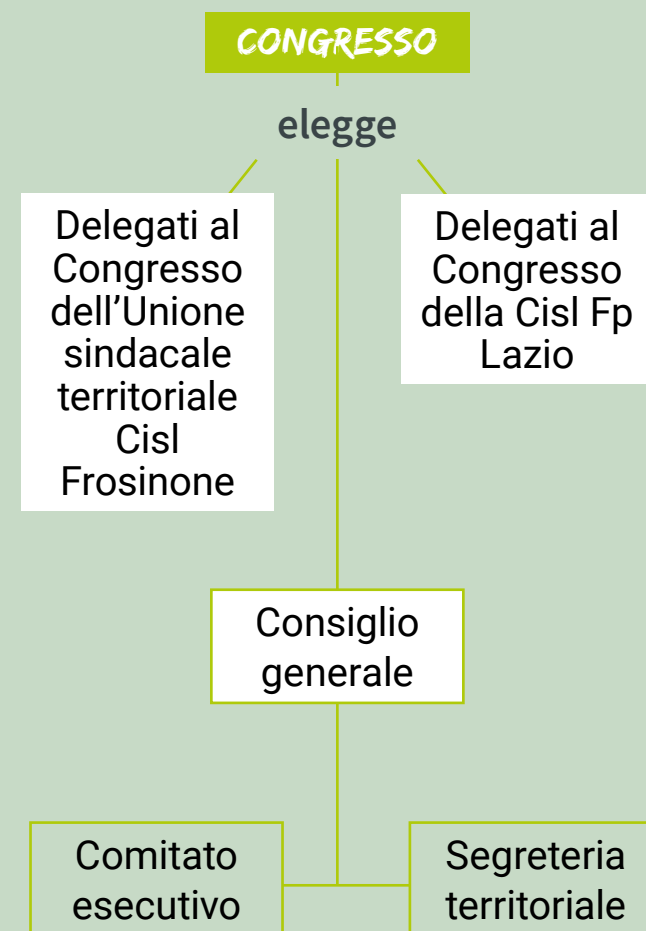 CONGRESSO
elegge
Delegati al
Congresso
dell’Unione
sindacale
territoriale
Cisl
Frosinone
Delegati al
Congresso
della Cisl Fp
Lazio
Consiglio
generale
Comitato
esecutivo
Segreteria
territoriale